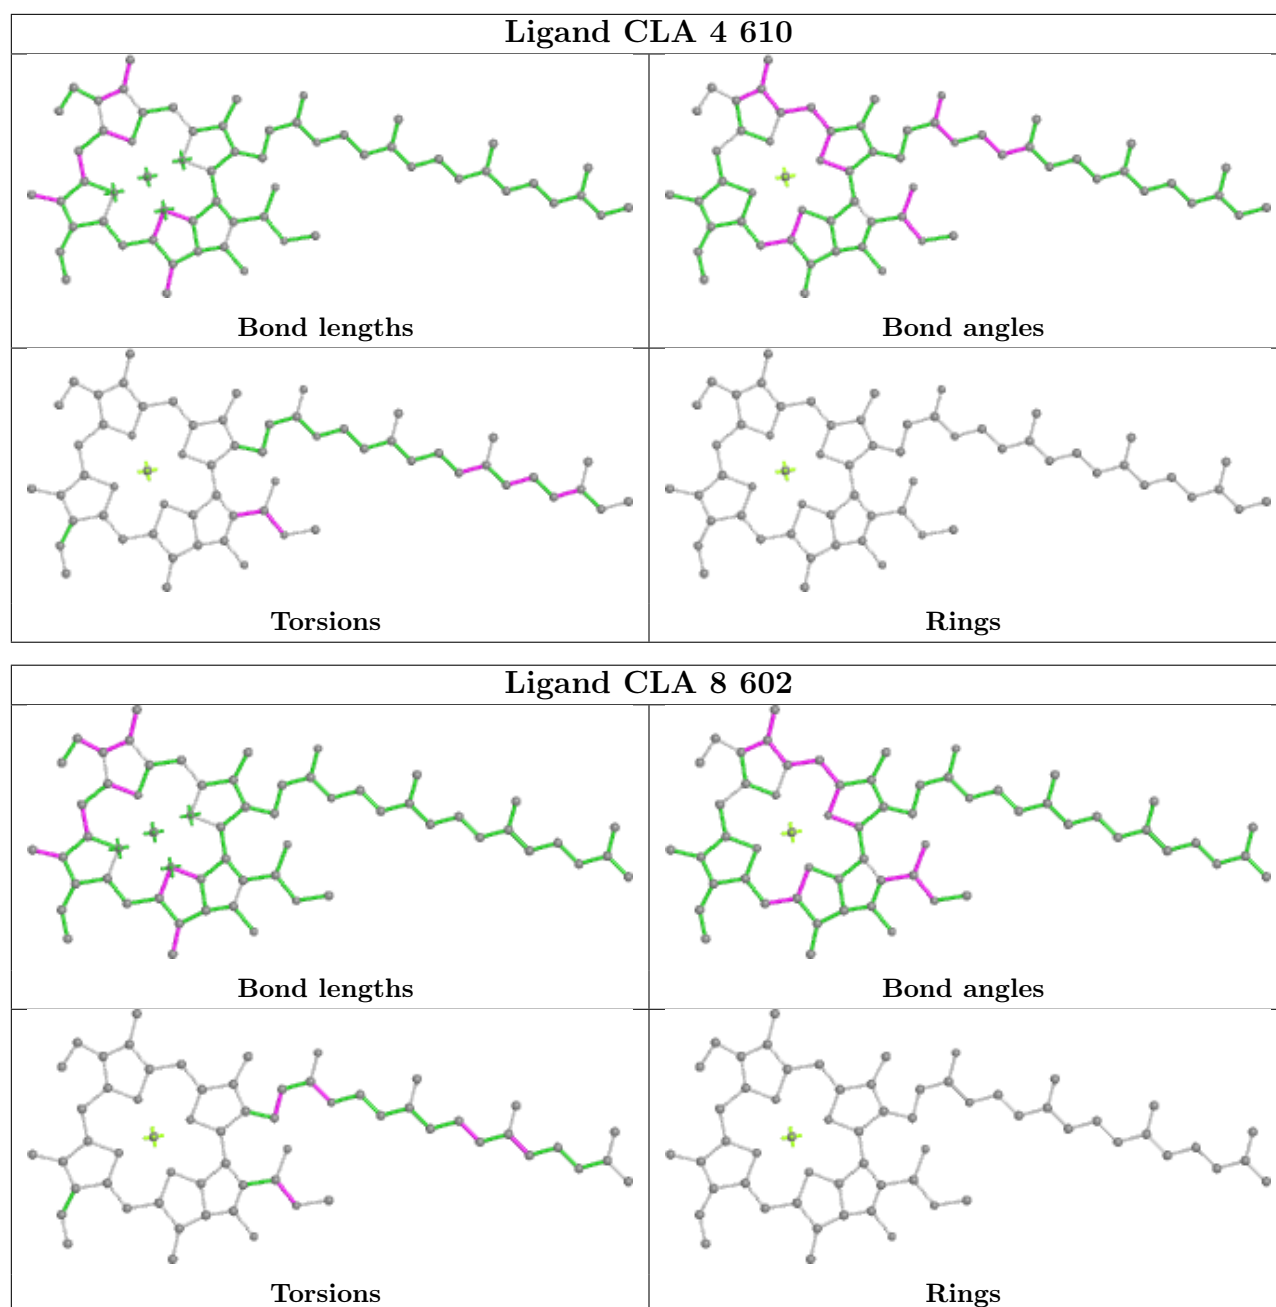 Ligand CLA 4 610
Bond lengths
Bond angles
Torsions
Rings
Ligand CLA 8 602
Bond lengths
Bond angles
Torsions
Rings